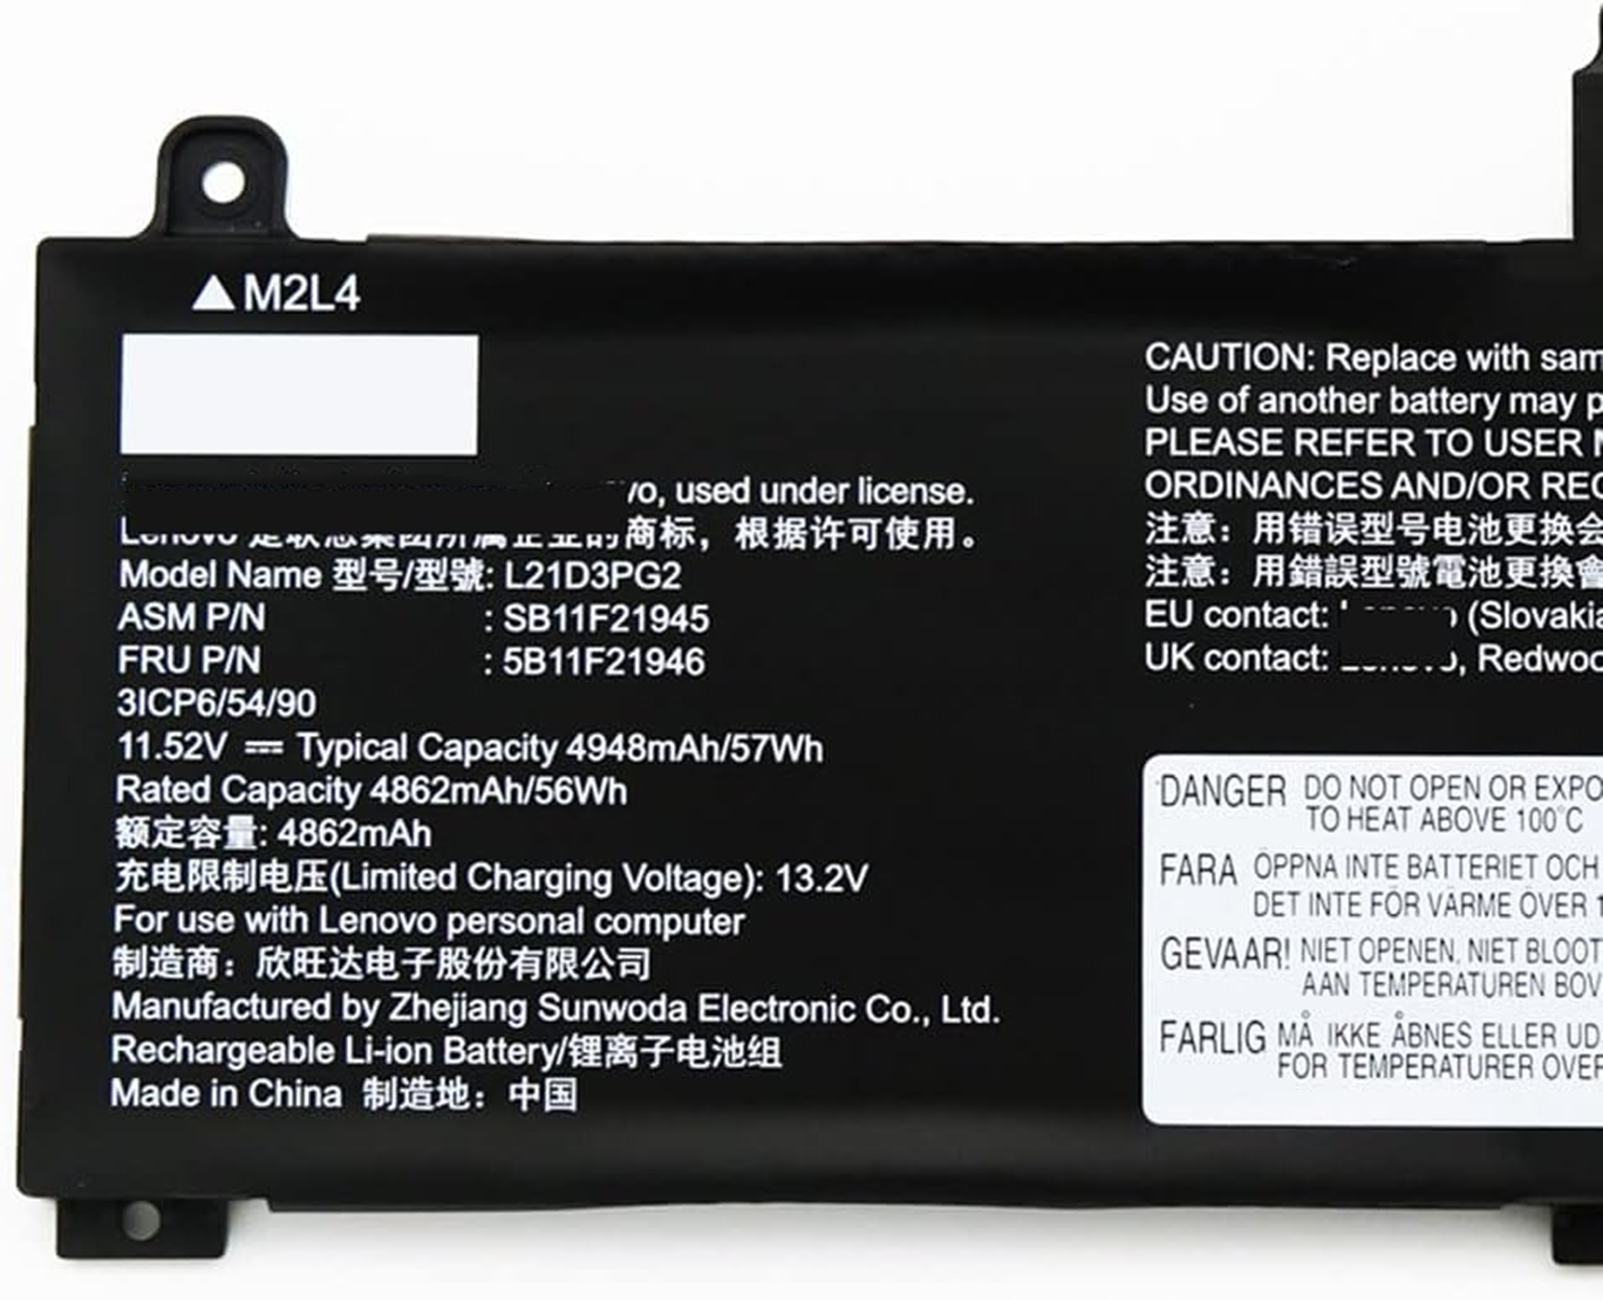 ▲M2L4
used under license.
商标，根据许可使用。
Model Name 型号/型號: L21D3PG2
ASM P/N : SB11F21945
FRU P/N : 5B11F21946
3ICP6/54/90
11.52V ⎓ Typical Capacity 4948mAh/57Wh
Rated Capacity 4862mAh/56Wh
额定容量: 4862mAh
充电限制电压(Limited Charging Voltage): 13.2V
For use with Lenovo personal computer
制造商：欣旺达电子股份有限公司
Manufactured by Zhejiang Sunwoda Electronic Co., Ltd.
Rechargeable Li-ion Battery/锂离子电池组
Made in China 制造地：中国
CAUTION: Replace with sam
Use of another battery may p
PLEASE REFER TO USER
ORDINANCES AND/OR REC
注意：用错误型号电池更换会
注意：用錯誤型號電池更換會
EU contact: (Slovakia
UK contact: , Redwoo
DANGER DO NOT OPEN OR EXPO
TO HEAT ABOVE 100°C
FARA ÖPPNA INTE BATTERIET OCH
DET INTE FÖR VÄRME ÖVER 1
GEVAAR! NIET OPENEN, NIET BLOOT
AAN TEMPERATUREN BOV
FARLIG MÅ IKKE ÅBNES ELLER UD
FOR TEMPERATURER OVER